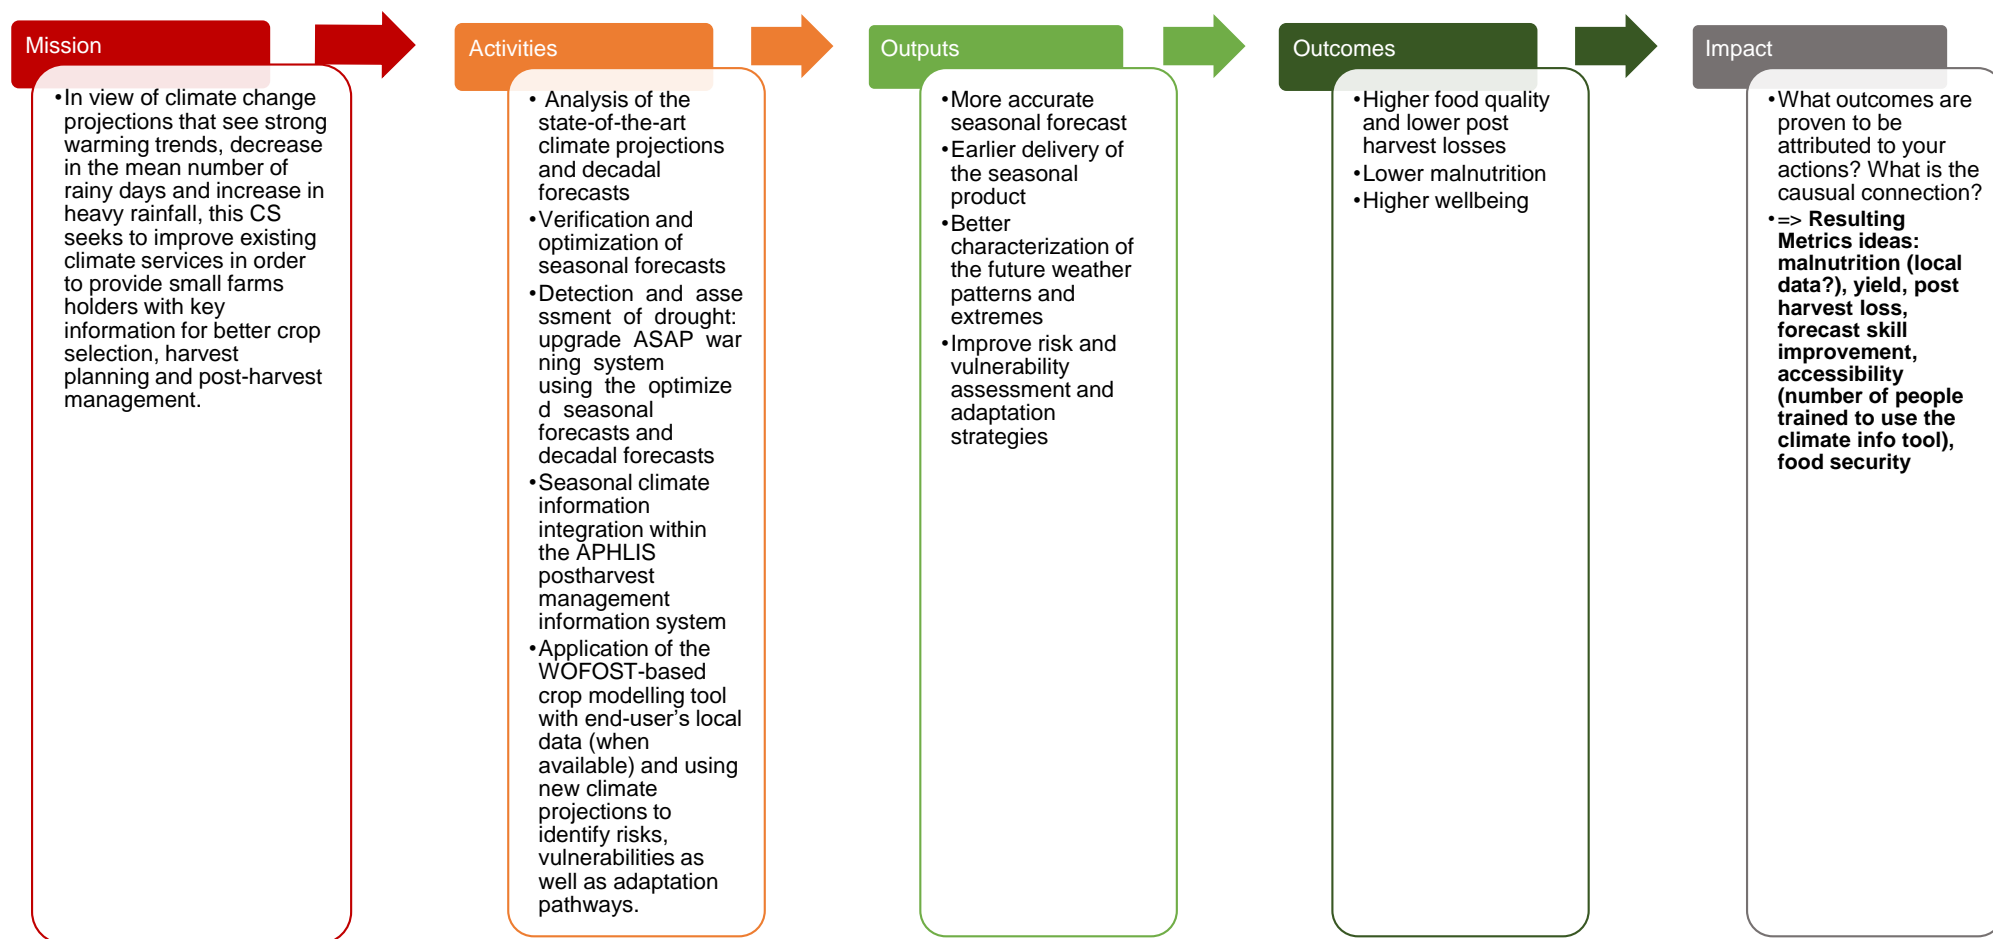 Mission
•In view of climate change
projections that see strong
warming trends, decrease
in the mean number of
rainy days and increase in
heavy rainfall, this CS
seeks to improve existing
climate services in order
to provide small farms
holders with key
information for better crop
selection, harvest
planning and post-harvest
management.
Activities
• Analysis of the
state-of-the-art
climate projections
and decadal
forecasts
•Verification and
optimization of
seasonal forecasts
•Detection and asse
ssment of drought:
upgrade ASAP war
ning system
using the optimize
d seasonal
forecasts and
decadal forecasts
•Seasonal climate
information
integration within
the APHLIS
postharvest
management
information system
•Application of the
WOFOST-based
crop modelling tool
with end-user’s local
data (when
available) and using
new climate
projections to
identify risks,
vulnerabilities as
well as adaptation
pathways.
Outputs
•More accurate
seasonal forecast
•Earlier delivery of
the seasonal
product
•Better
characterization of
the future weather
patterns and
extremes
•Improve risk and
vulnerability
assessment and
adaptation
strategies
Outcomes
•Higher food quality
and lower post
harvest losses
•Lower malnutrition
•Higher wellbeing
Impact
•What outcomes are
proven to be
attributed to your
actions? What is the
causual connection?
•=> Resulting
Metrics ideas:
malnutrition (local
data?), yield, post
harvest loss,
forecast skill
improvement,
accessibility
(number of people
trained to use the
climate info tool),
food security